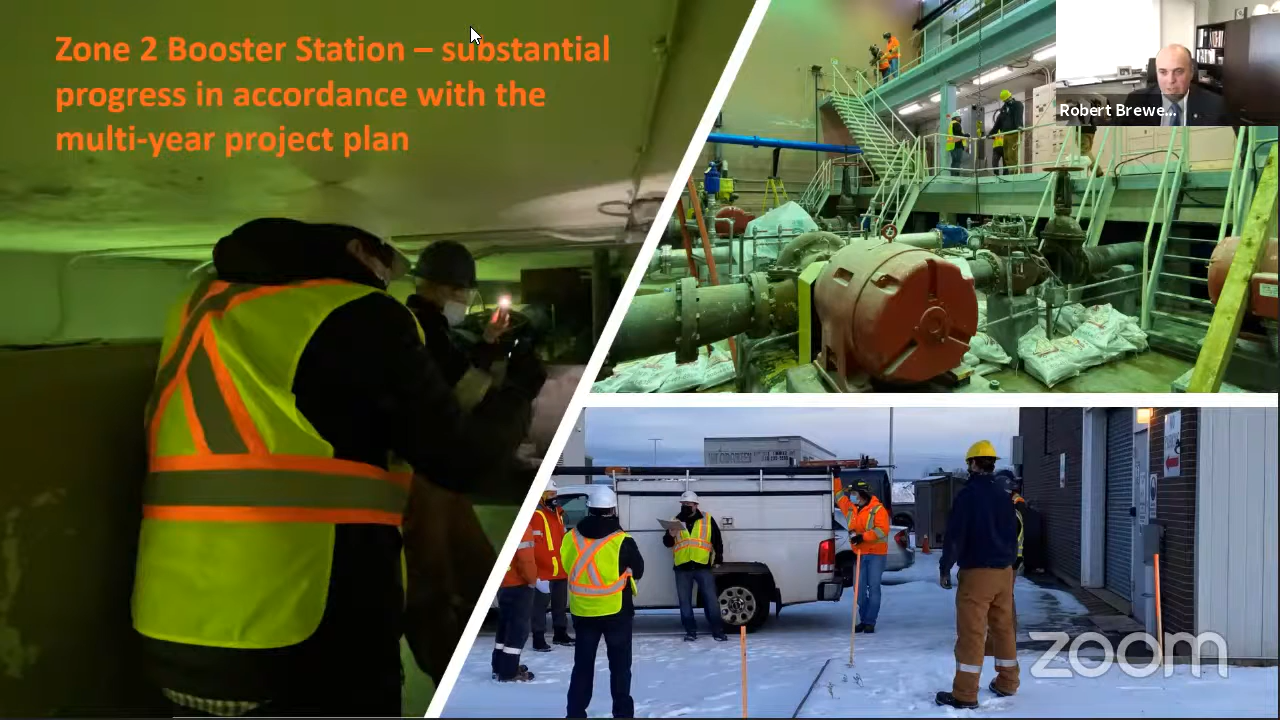 Zone 2 Booster Station – substantial
progress in accordance with the
multi-year project plan
Robert Brewe...
zoom